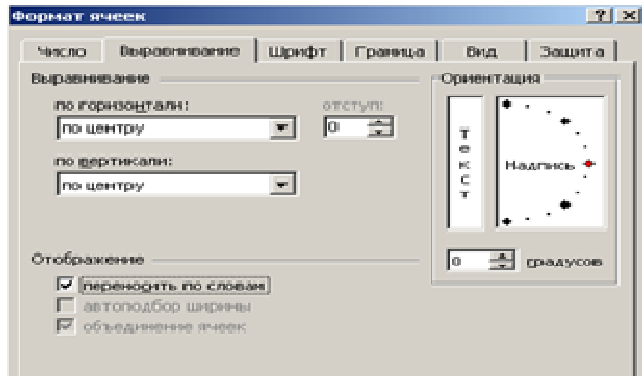 Формат ячеек
Число Выравнивание Шрифт Граница Вид Защита
Выравнивание
по горизонтали:
по центру
отступ:
0
по вертикали:
по центру
Отображение
переносить по словам
автоподбор ширины
объединение ячеек
Ориентация
Текст
Надпись
0 градусов